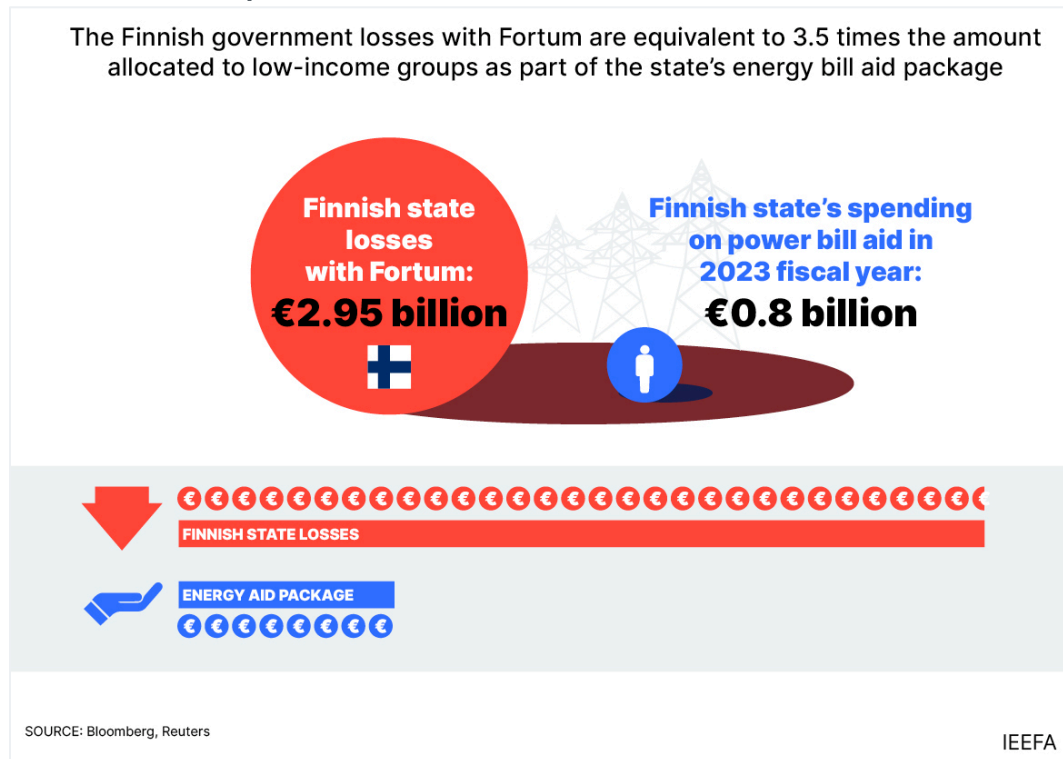 The Finnish government losses with Fortum are equivalent to 3.5 times the amount
allocated to low-income groups as part of the state’s energy bill aid package
Finnish state
losses
with Fortum:
€2.95 billion
Finnish state’s spending
on power bill aid in
2023 fiscal year:
€0.8 billion
€ € € € € € € € € € € € € € € € € € € € € € € € € € € € € €
FINNISH STATE LOSSES
ENERGY AID PACKAGE
€ € € € € € € €
SOURCE: Bloomberg, Reuters
IEEFA